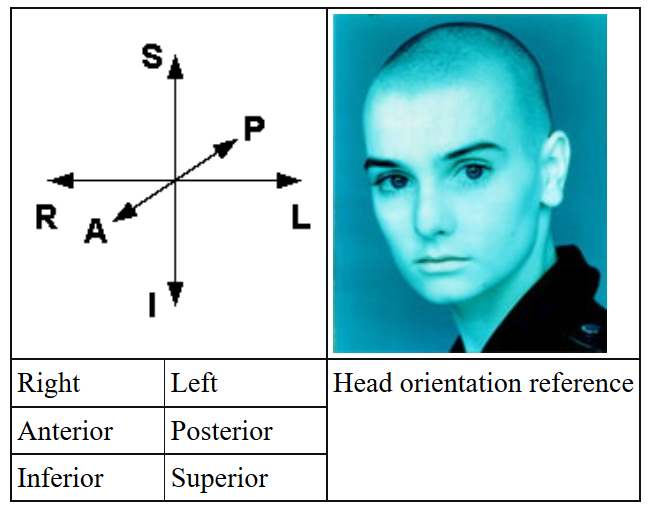 S
P
R
L
A
I
Right Left Head orientation reference
Anterior Posterior
Inferior Superior